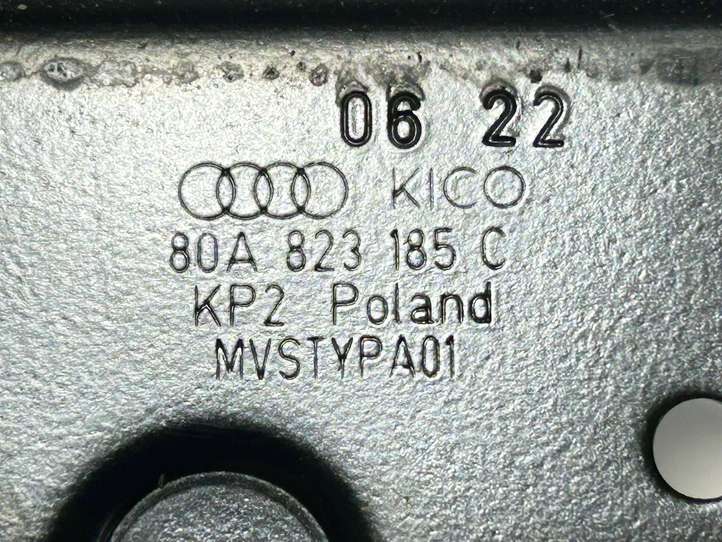 06 22
KICO
80A 823 185 C
KP2 Poland
MVSTYPA01